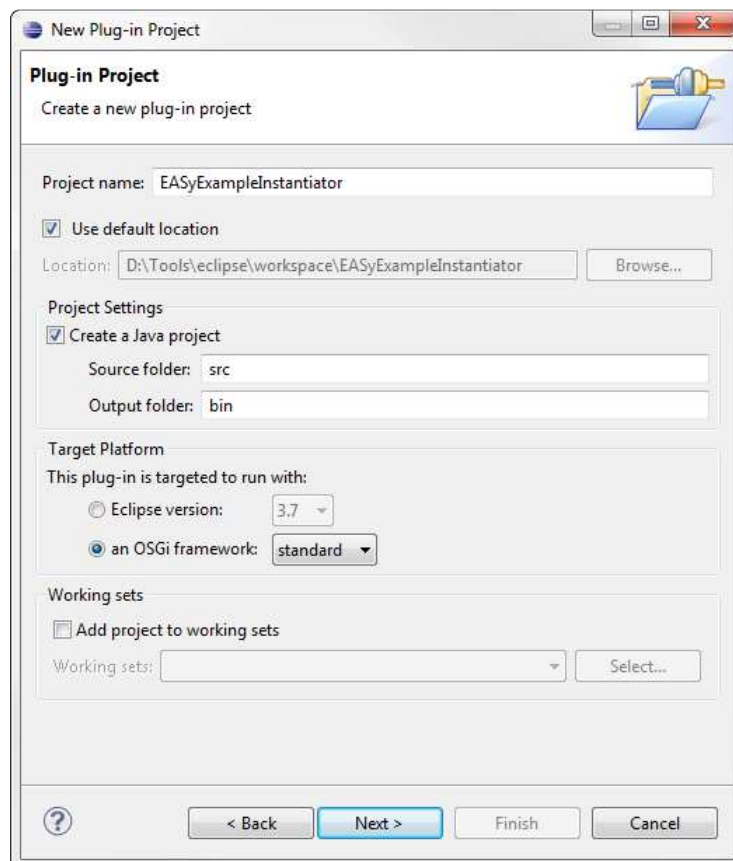 New Plug-in Project
Plug-in Project
Create a new plug-in project
Project name: EASyExampleInstantiator
Use default location
Location: D:\Tools\eclipse\workspace\EASyExampleInstantiator Browse...
Project Settings
Create a Java project
Source folder: src
Output folder: bin
Target Platform
This plug-in is targeted to run with:
Eclipse version: 3.7
an OSGi framework: standard
Working sets
Add project to working sets
Working sets: Select...
? < Back Next > Finish Cancel